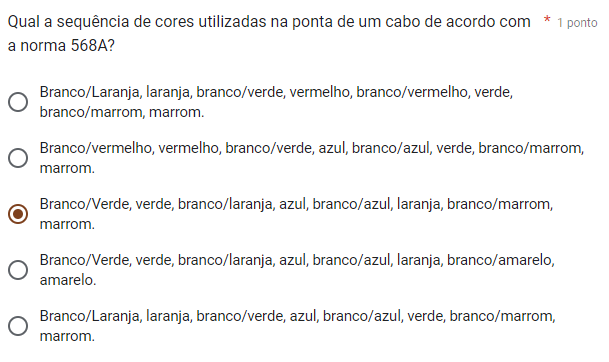 Qual a sequência de cores utilizadas na ponta de um cabo de acordo com * 1 ponto
a norma 568A?
Branco/Laranja, laranja, branco/verde, vermelho, branco/vermelho, verde,
branco/marrom, marrom.
Branco/vermelho, vermelho, branco/verde, azul, branco/azul, verde, branco/marrom,
marrom.
Branco/Verde, verde, branco/laranja, azul, branco/azul, laranja, branco/marrom,
marrom.
Branco/Verde, verde, branco/laranja, azul, branco/azul, laranja, branco/amarelo,
amarelo.
Branco/Laranja, laranja, branco/verde, azul, branco/azul, verde, branco/marrom,
marrom.